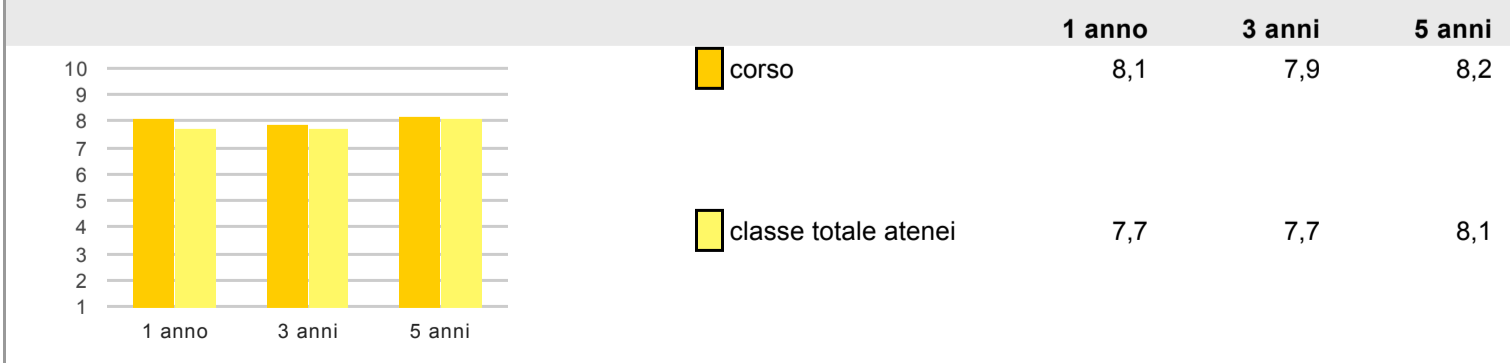 1 anno 3 anni 5 anni
corso 8,1 7,9 8,2
classe totale atenei 7,7 7,7 8,1
10
9
8
7
6
5
4
3
2
1
1 anno 3 anni 5 anni